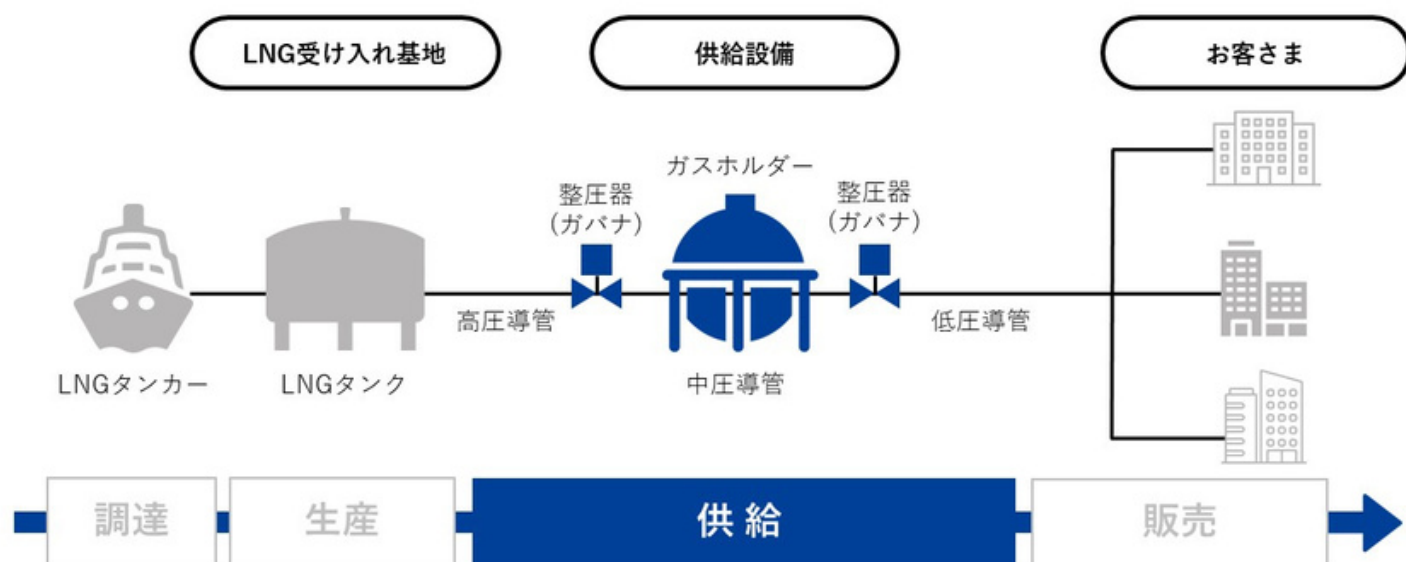 LNG受け入れ基地
供給設備
お客さま
ガスホルダー
整圧器
(ガバナ)
整圧器
(ガバナ)
高圧導管
低圧導管
LNGタンカー
LNGタンク
中圧導管
調達
生産
供給
販売